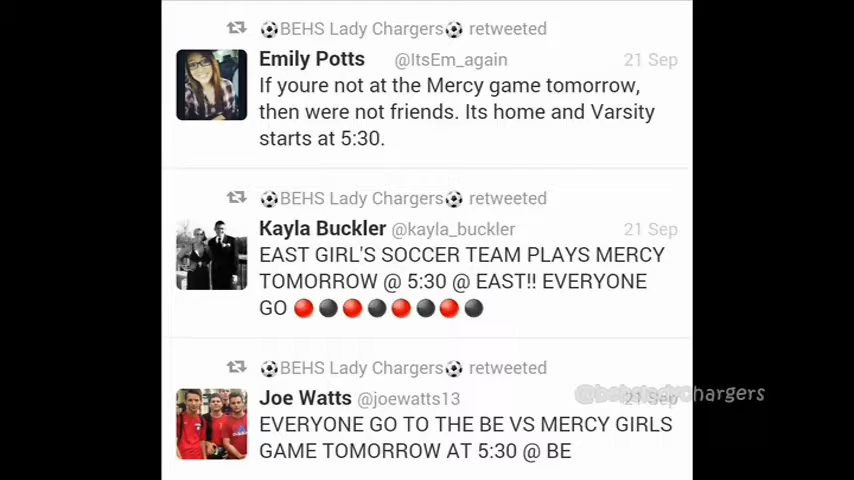 BEHS Lady Chargers retweeted
Emily Potts @ItsEm_again 21 Sep
If youre not at the Mercy game tomorrow,
then were not friends. Its home and Varsity
starts at 5:30.
BEHS Lady Chargers retweeted
Kayla Buckler @kayla_buckler 21 Sep
EAST GIRL'S SOCCER TEAM PLAYS MERCY
TOMORROW @ 5:30 @ EAST!! EVERYONE
GO
BEHS Lady Chargers retweeted
Joe Watts @joewatts13 21 Sep
@behsladychargers
EVERYONE GO TO THE BE VS MERCY GIRLS
GAME TOMORROW AT 5:30 @ BE